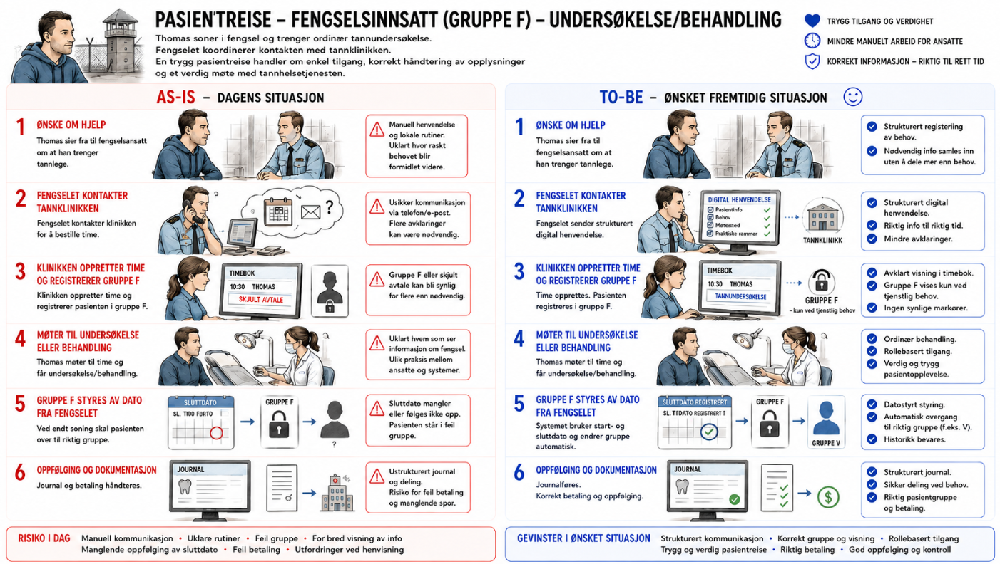 PASIENTREISE – FENGSELSINNSATT (GRUPPE F) – UNDERSØKELSE/BEHANDLING
Thomas soner i fengsel og trenger ordinær tannundersøkelse.
Fengselet koordinerer kontakten med tannklinikken.
En trygg pasientreise handler om enkel tilgang, korrekt håndtering av opplysninger
og et verdig møte med tannhelsetjenesten.
TRYGG TILGANG OG VERDIGHET
MINDRE MANUELT ARBEID FOR ANSATTE
KORREKT INFORMASJON – RIKTIG TIL RETT TID
AS-IS – DAGENS SITUASJON
1 ØNSKE OM HJELP
Thomas sier fra til fengselsansatt
om at han trenger
tannlege.
Manuell henvendelse
og lokale rutiner.
Uklart hvor raskt
behovet blir
formidlet videre.
2 FENGSELET KONTAKTER
TANNKLINIKKEN
Fengselet kontakter klinikken
for å bestille time.
?
Usikker kommunikasjon
via telefon/e-post.
Flere avklaringer
kan være nødvendig.
3 KLINIKKEN OPPRETTER TIME
OG REGISTRERER GRUPPE F
Klinikken oppretter time og
registrerer pasienten i gruppe F.
TIMEBOK
10:30 THOMAS
SKJULT AVTALE
Gruppe F eller skjult
avtale kan bli synlig
for flere enn nødvendig.
4 MØTER TIL UNDERSØKELSE
ELLER BEHANDLING
Thomas møter til time og
får undersøkelse/behandling.
Uklart hvem som ser
informasjon om fengsel.
Ulik praksis mellom
ansatte og systemer.
5 GRUPPE F STYRES AV DATO
FRA FENGSELET
Ved endt soning skal pasienten
over til riktig gruppe.
SLUTTDATO
SL. TIDO FØRTO
GRUPPE F
?
Sluttdato mangler
eller følges ikke opp.
Pasienten står i feil
gruppe.
6 OPPFØLGING OG DOKUMENTASJON
Journal og betaling håndteres.
JOURNAL
Ustrukturert journal
og deling.
Risiko for feil betaling
og manglende spor.
RISIKO I DAG
Manuell kommunikasjon • Uklare rutiner • Feil gruppe • For bred visning av info
Manglende oppfølging av sluttdato • Feil betaling • Utfordringer ved henvisning
TO-BE – ØNSKET FREMTIDIG SITUASJON
1 ØNSKE OM HJELP
Thomas sier fra til
fengselsansatt om at
han trenger tannlege.
Strukturert registeriing
av behov.
Nødvendig info samles inn
uten å dele mer enn behov.
2 FENGSELET KONTAKTER
TANNKLINIKKEN
Fengselet sender strukturert
digital henvendelse.
DIGITAL HENVENDELSE
Pasientinfo
Behov
Møtested
Praktiske rammer
TANNKLINIKK
Strukturert digital
henvendelse.
Riktig info til riktig tid.
Mindre avklaringer.
3 KLINIKKEN OPPRETTER TIME
OG REGISTRERER GRUPPE F
Time opprettes. Pasienten
registreres i gruppe F.
TIMEBOK
10:30 THOMAS
TANNUNDERSØKELSE
GRUPPE F
– kun ved tjenstlig behov
Avklart visning i timebok.
Gruppe F vises kun ved
tjenstlig behov.
Ingen synlige markører.
4 MØTER TIL UNDERSØKELSE
ELLER BEHANDLING
Thomas møter til time og
får undersøkelse/behandling.
Ordinær behandling.
Rollebasert tilgang.
Verdig og trygg
pasientopplevelse.
5 GRUPPE F STYRES AV DATO
FRA FENGSELET
Systemet bruker start- og
sluttdato og endrer gruppe
automatisk.
SLUTTDATO REGISTRERT
GRUPPE F
GRUPPE V
Datostyrt styring.
Automatisk overgang
til riktig gruppe (f.eks. V).
Historikk bevares.
6 OPPFØLGING OG DOKUMENTASJON
Journalføres.
Korrekt betaling og oppfølging.
JOURNAL
$
Strukturert journal.
Sikker deling ved behov.
Riktig pasientgruppe
og betaling.
GEVINSTER I ØNSKET SITUASJON
Strukturert kommunikasjon • Korrekt gruppe og visning • Rollebasert tilgang
Trygg og verdig pasientreise • Riktig betaling • God oppfølging og kontroll